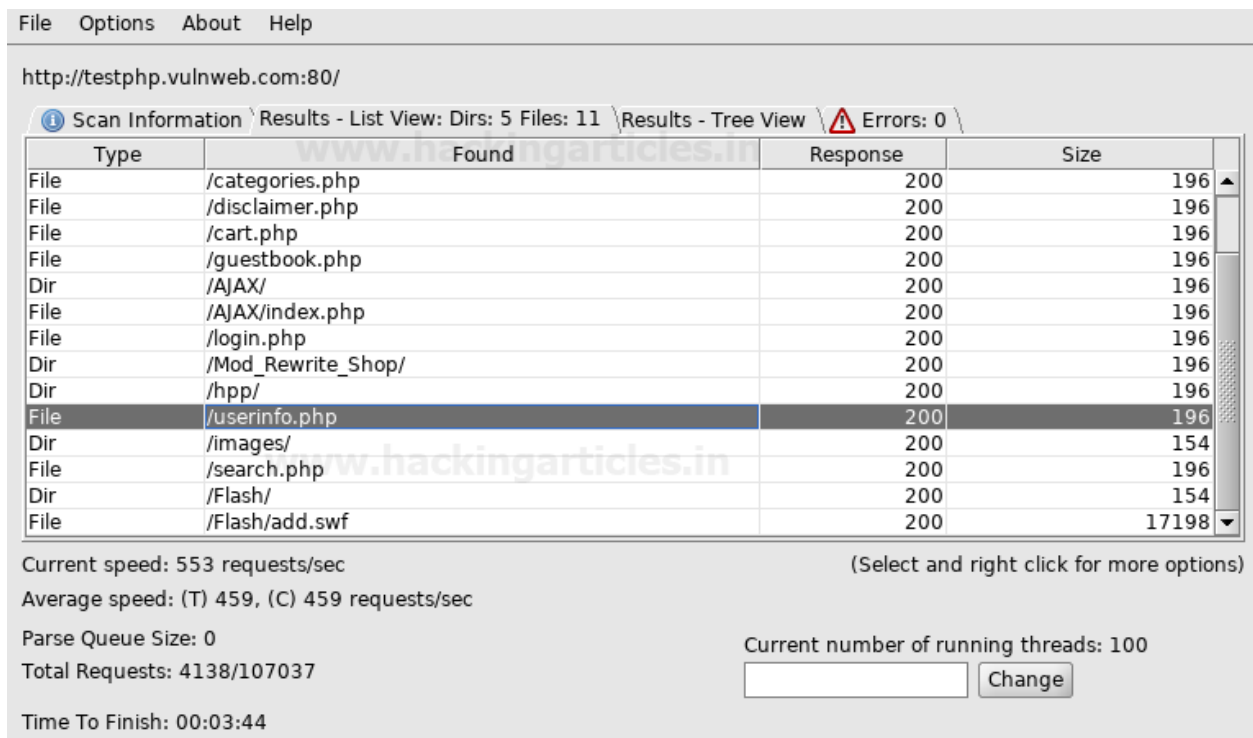 File Options About Help
http://testphp.vulnweb.com:80/
Scan Information Results - List View: Dirs: 5 Files: 11 Results - Tree View Errors: 0
www.hackingarticles.in
Type Found Response Size
File /categories.php 200 196
File /disclaimer.php 200 196
File /cart.php 200 196
File /guestbook.php 200 196
Dir /AJAX/ 200 196
File /AJAX/index.php 200 196
File /login.php 200 196
Dir /Mod_Rewrite_Shop/ 200 196
Dir /hpp/ 200 196
File /userinfo.php 200 196
Dir /images/ 200 154
www.hackingarticles.in
File /search.php 200 196
Dir /Flash/ 200 154
File /Flash/add.swf 200 17198
Current speed: 553 requests/sec (Select and right click for more options)
Average speed: (T) 459, (C) 459 requests/sec
Parse Queue Size: 0 Current number of running threads: 100
Total Requests: 4138/107037 Change
Time To Finish: 00:03:44